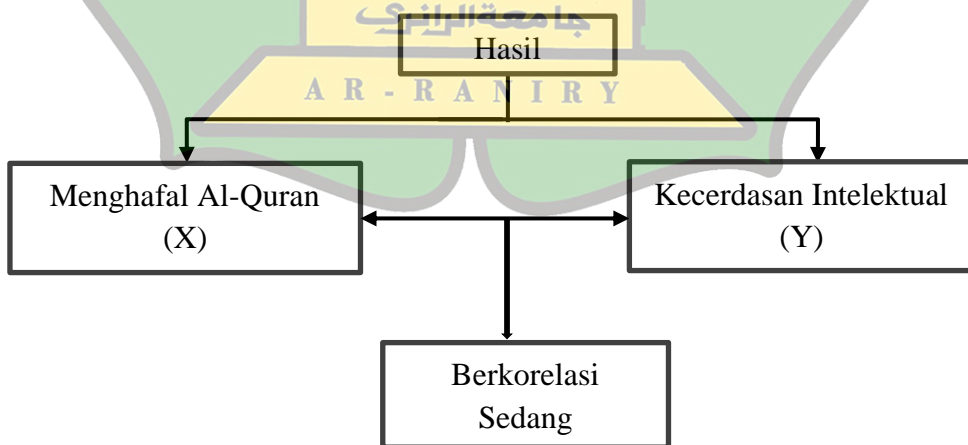 جامعة الرانري
Hasil
A R - R A N I R Y
Menghafal Al-Quran
(X)
Kecerdasan Intelektual
(Y)
Berkorelasi
Sedang